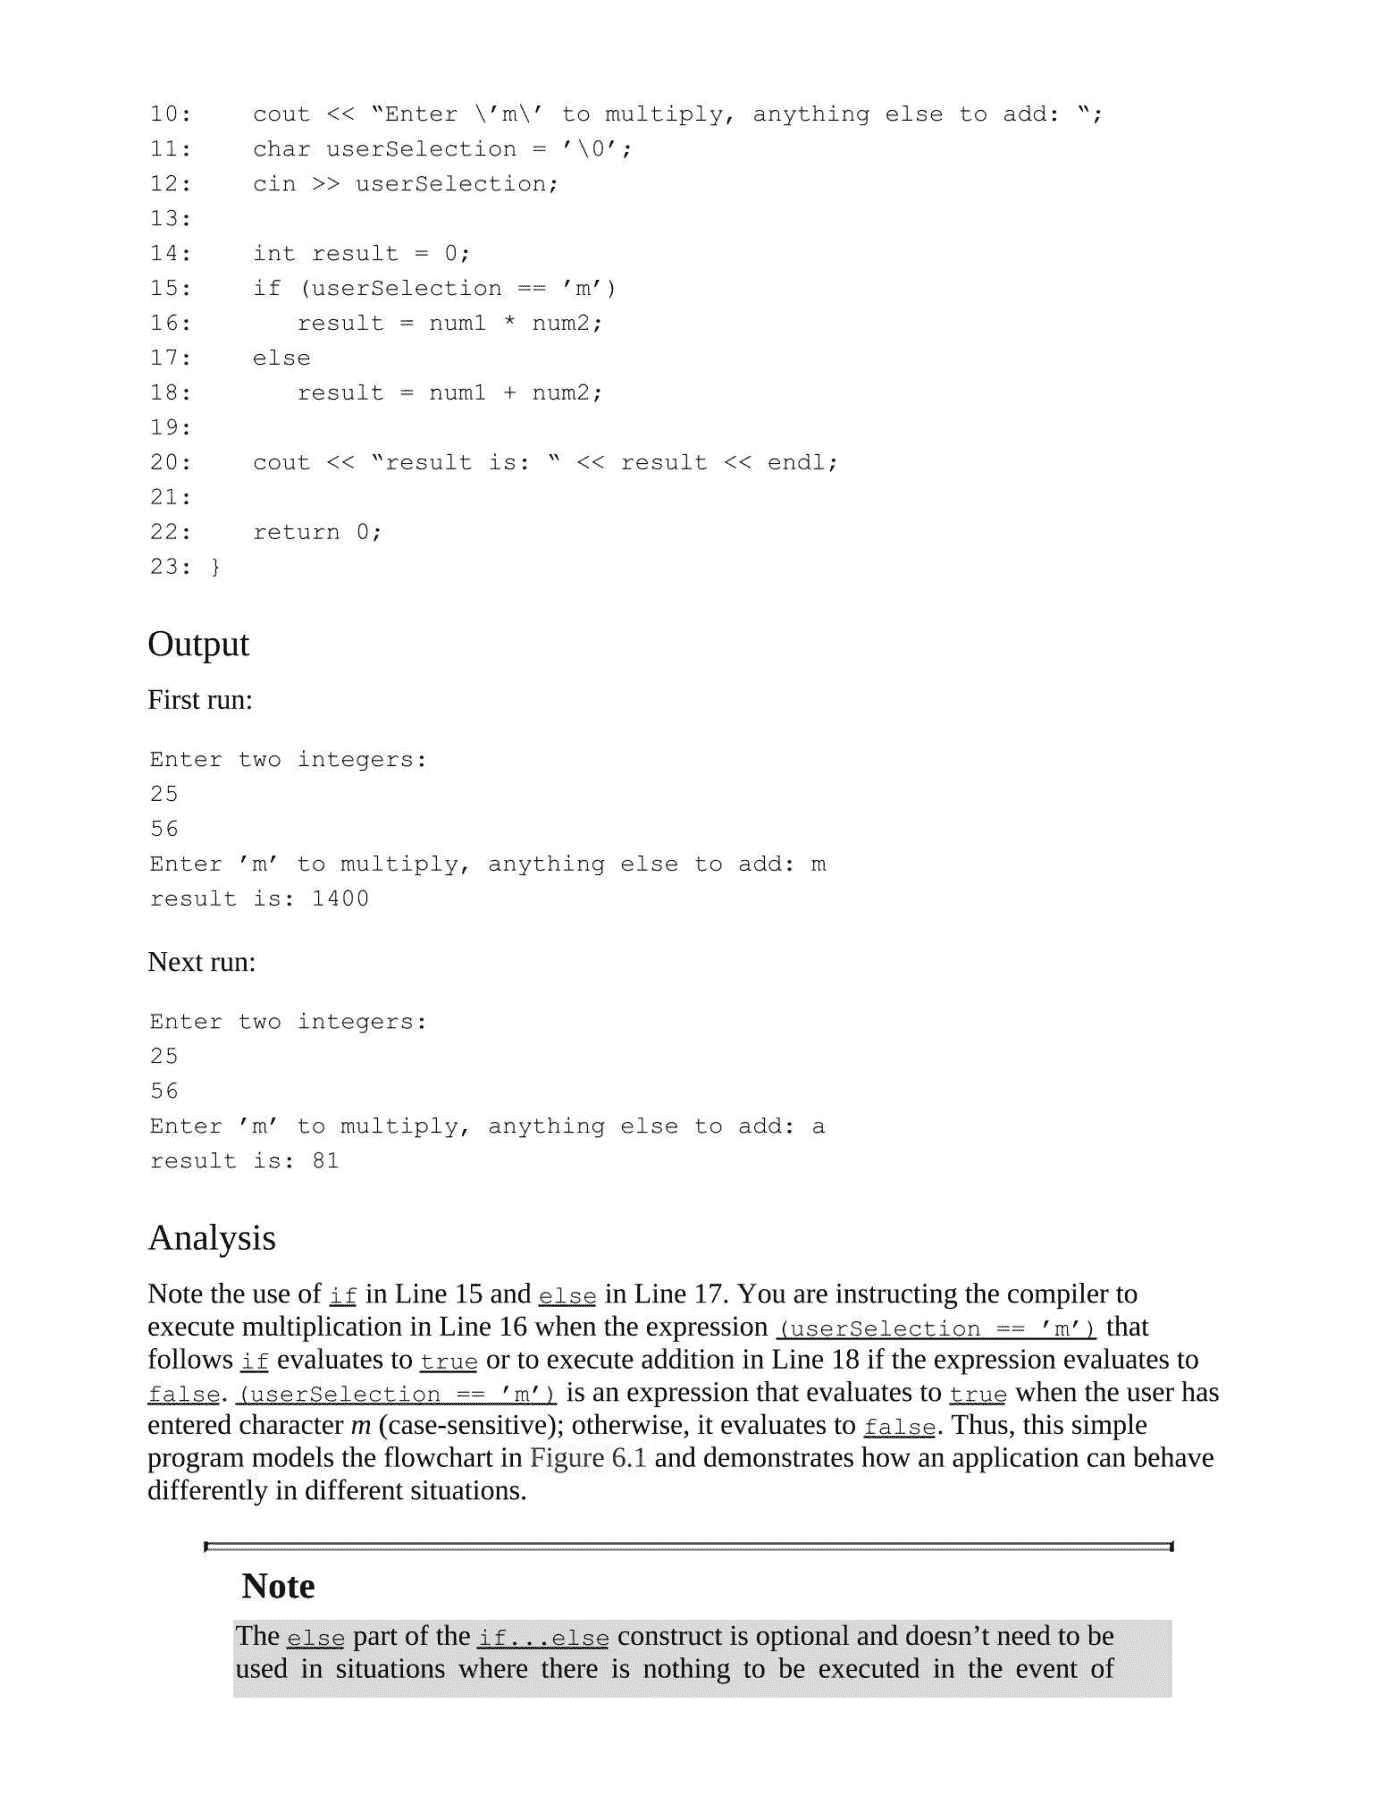 10:    cout << “Enter \’m\’ to multiply, anything else to add: “;
11:    char userSelection = ’\0’;
12:    cin >> userSelection;
13:
14:    int result = 0;
15:    if (userSelection == ’m’)
16:       result = num1 * num2;
17:    else
18:       result = num1 + num2;
19:
20:    cout << “result is: “ << result << endl;
21:
22:    return 0;
23: }
Output
First run:
Enter two integers:
25
56
Enter ’m’ to multiply, anything else to add: m
result is: 1400
Next run:
Enter two integers:
25
56
Enter ’m’ to multiply, anything else to add: a
result is: 81
Analysis
Note the use of if in Line 15 and else in Line 17. You are instructing the compiler to
execute multiplication in Line 16 when the expression (userSelection == ’m’) that
follows if evaluates to true or to execute addition in Line 18 if the expression evaluates to
false. (userSelection == ’m’) is an expression that evaluates to true when the user has
entered character m (case-sensitive); otherwise, it evaluates to false. Thus, this simple
program models the flowchart in Figure 6.1 and demonstrates how an application can behave
differently in different situations.
Note
The else part of the if...else construct is optional and doesn’t need to be
used in situations where there is nothing to be executed in the event of